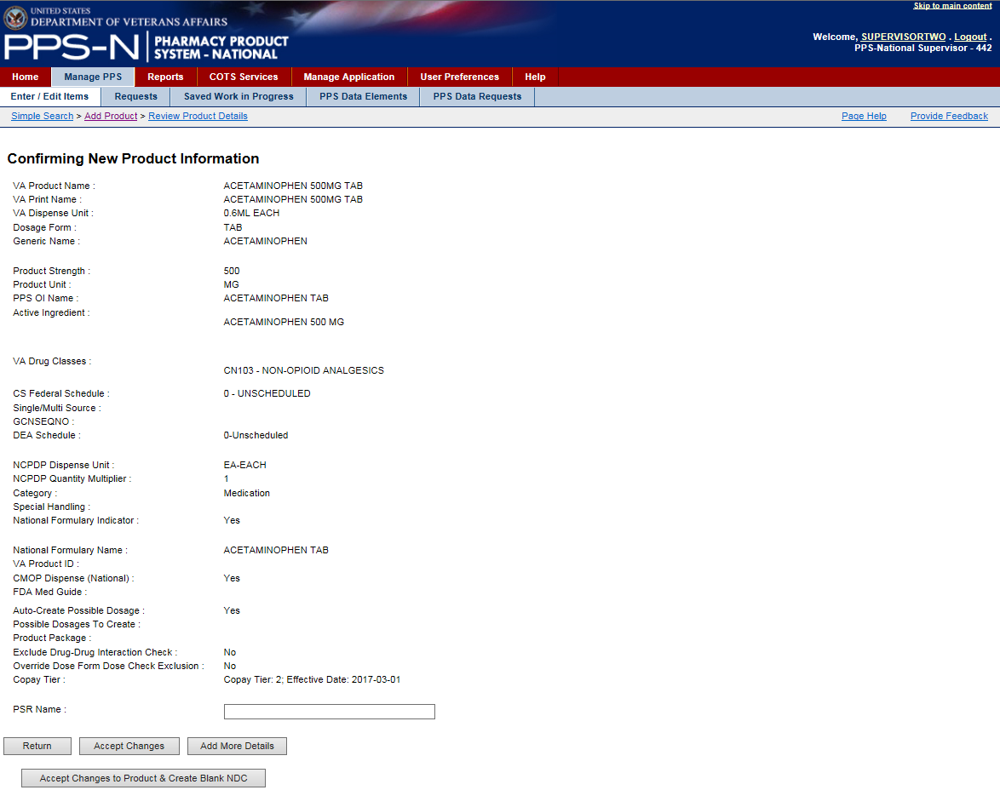 Skip to main content
UNITED STATES
DEPARTMENT OF VETERANS AFFAIRS
PPS-N PHARMACY PRODUCT SYSTEM - NATIONAL
Welcome, SUPERVISORTWO . Logout .
PPS-National Supervisor - 442
Home Manage PPS Reports COTS Services Manage Application User Preferences Help
Enter / Edit Items Requests Saved Work in Progress PPS Data Elements PPS Data Requests
Simple Search > Add Product > Review Product Details Page Help Provide Feedback
Confirming New Product Information
VA Product Name : ACETAMINOPHEN 500MG TAB
VA Print Name : ACETAMINOPHEN 500MG TAB
VA Dispense Unit : 0.6ML EACH
Dosage Form : TAB
Generic Name : ACETAMINOPHEN
Product Strength : 500
Product Unit : MG
PPS OI Name : ACETAMINOPHEN TAB
Active Ingredient :
ACETAMINOPHEN 500 MG
VA Drug Classes :
CN103 - NON-OPIOID ANALGESICS
CS Federal Schedule : 0 - UNSCHEDULED
Single/Multi Source :
GCNSEQNO :
DEA Schedule : 0-Unscheduled
NCPDP Dispense Unit : EA-EACH
NCPDP Quantity Multiplier : 1
Category : Medication
Special Handling :
National Formulary Indicator : Yes
National Formulary Name : ACETAMINOPHEN TAB
VA Product ID :
CMOP Dispense (National) : Yes
FDA Med Guide :
Auto-Create Possible Dosage : Yes
Possible Dosages To Create :
Product Package :
Exclude Drug-Drug Interaction Check : No
Override Dose Form Dose Check Exclusion : No
Copay Tier : Copay Tier: 2; Effective Date: 2017-03-01
PSR Name :
Return Accept Changes Add More Details
Accept Changes to Product & Create Blank NDC